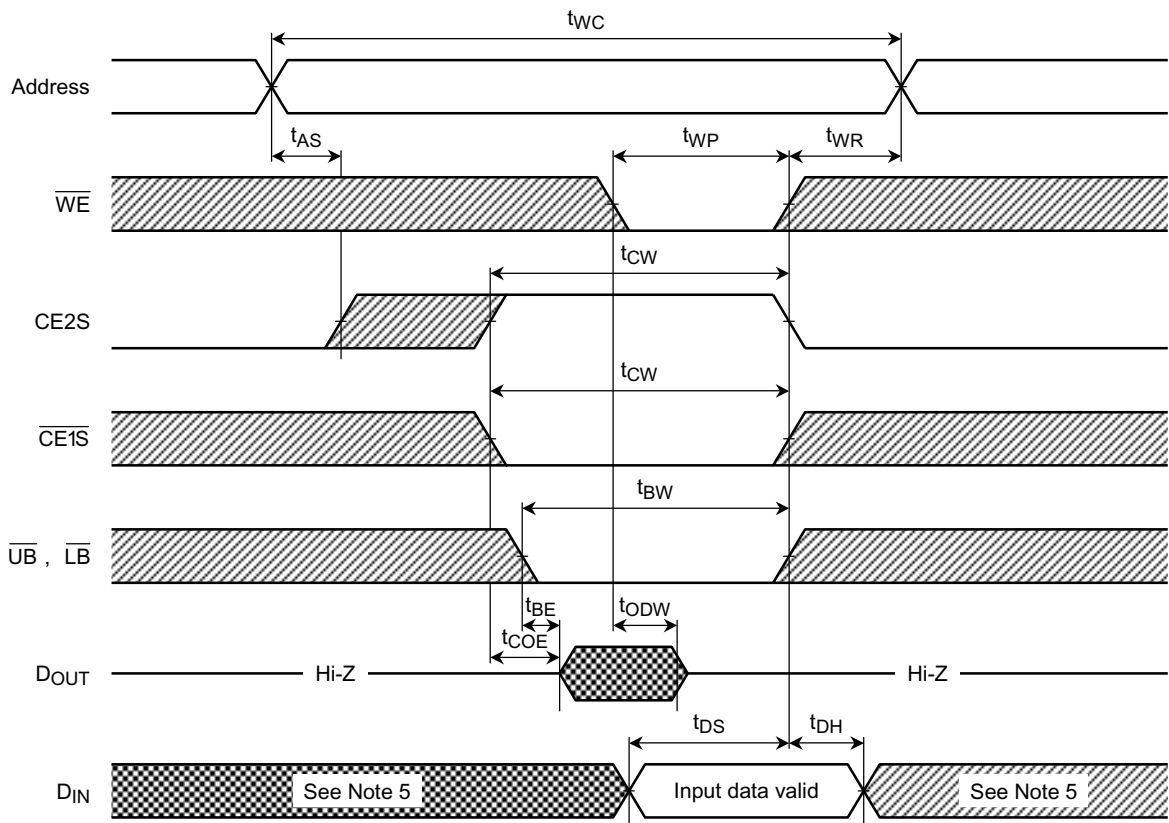 tWC
Address
tAS
tWP
tWR
WE
tCW
CE2S
tCW
CE1S
tBW
UB , LB
tBE
tODW
tCOE
DOUT
Hi-Z
Hi-Z
tDS
tDH
DIN
See Note 5
Input data valid
See Note 5